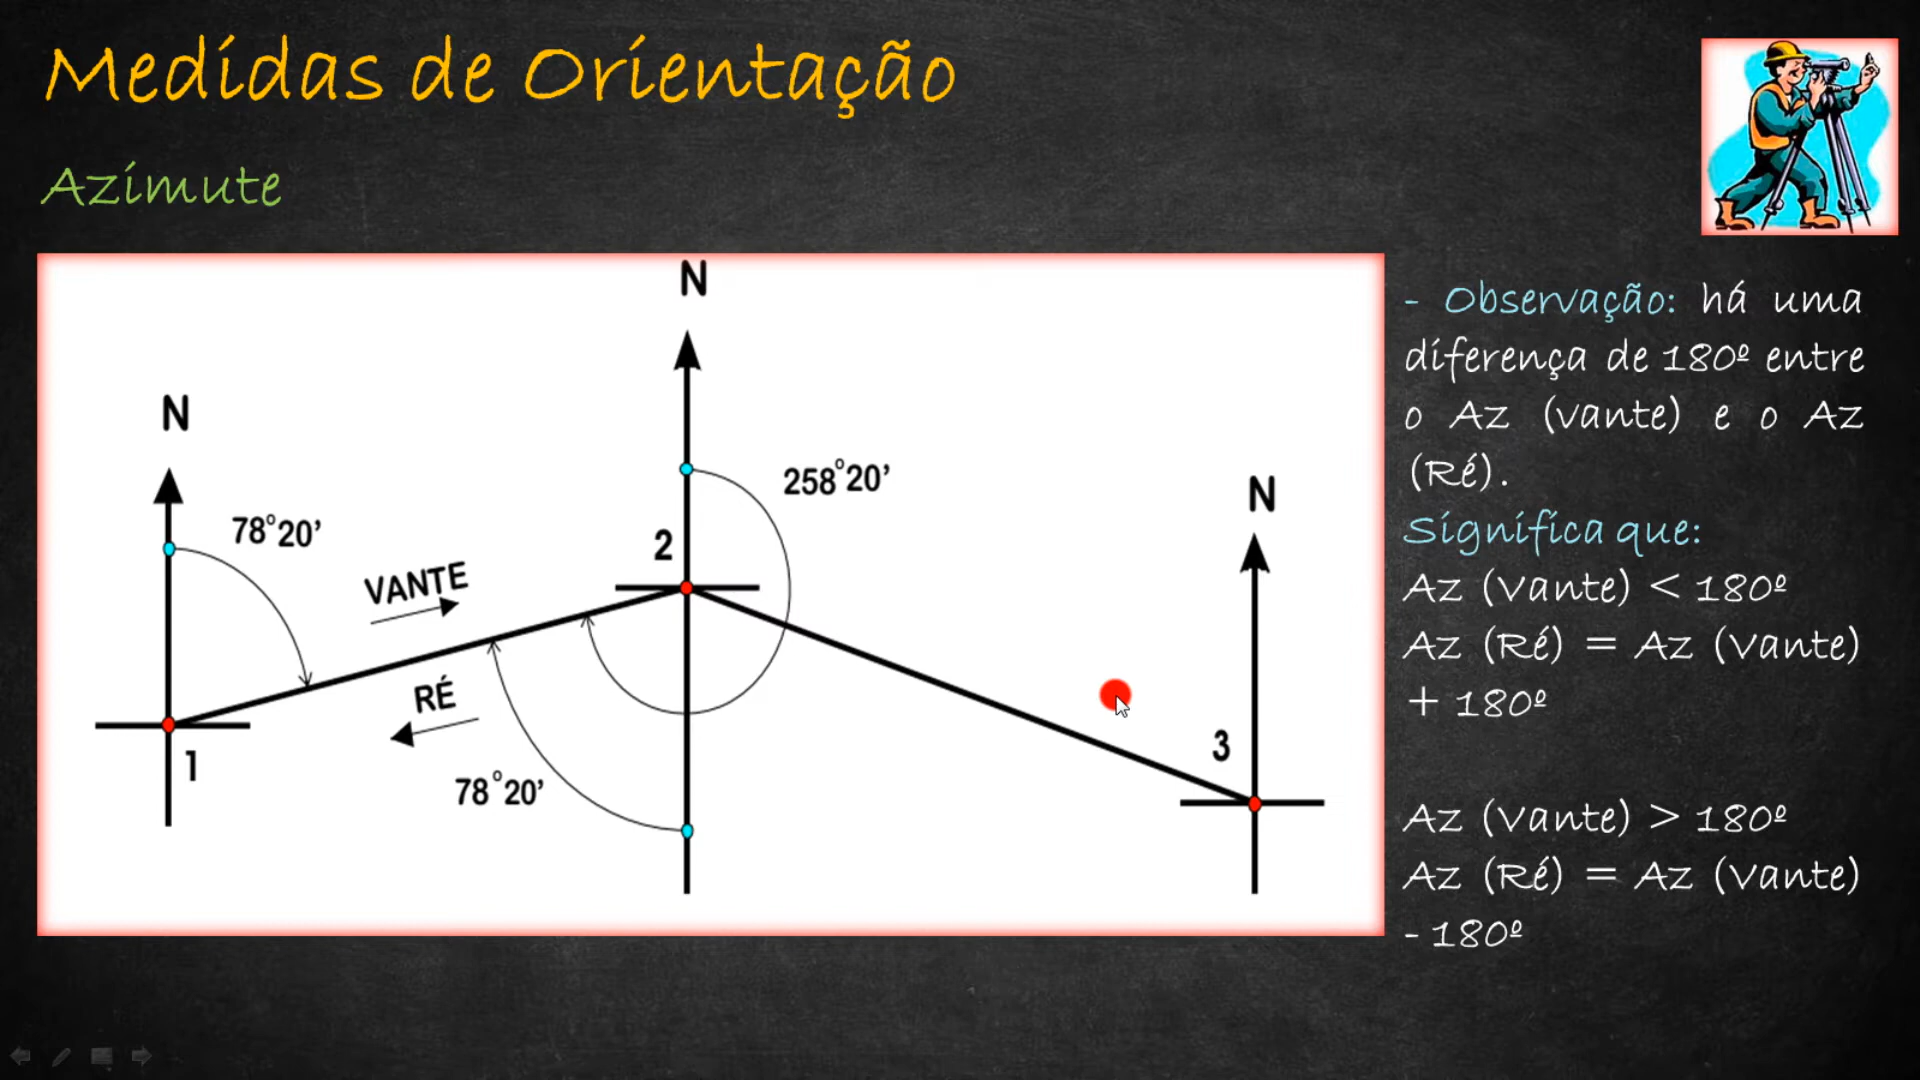 Medidas de Orientação
Azimute
N
N
N
78°20'
258°20'
VANTE
2
RÉ
1
78°20'
3
- Observação: há uma
diferença de 180º entre
o Az (vante) e o Az
(Ré).
Significa que:
Az (Vante) < 180º
Az (Ré) = Az (Vante)
+ 180º
Az (Vante) > 180º
Az (Ré) = Az (Vante)
- 180º